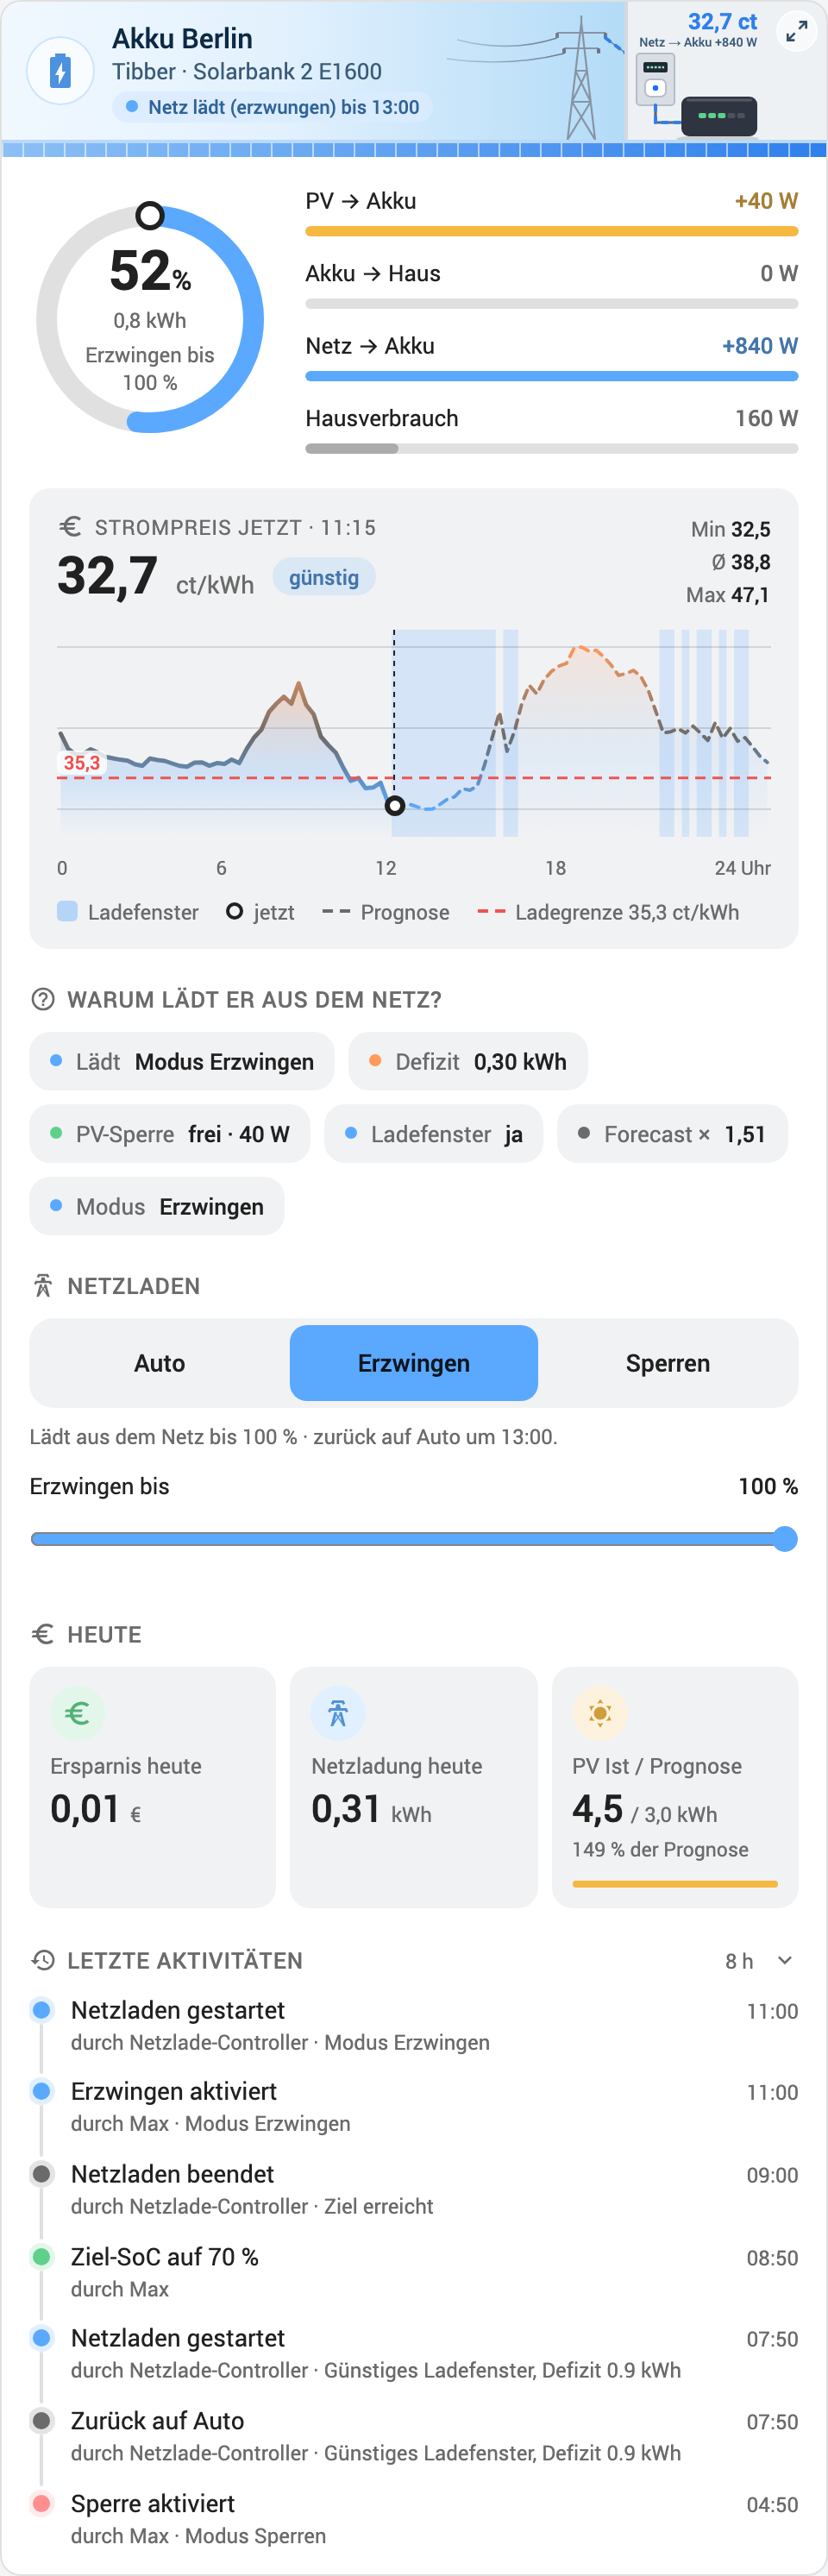 Akku Berlin
Tibber · Solarbank 2 E1600
Netz lädt (erzwungen) bis 13:00
32,7 ct
Netz → Akku +840 W
52%
0,8 kWh
Erzwingen bis
100 %
PV → Akku +40 W
Akku → Haus 0 W
Netz → Akku +840 W
Hausverbrauch 160 W
STROMPREIS JETZT · 11:15
32,7 ct/kWh günstig
Min 32,5
Ø 38,8
Max 47,1
35,3
0 6 12 18 24 Uhr
Ladefenster jetzt Prognose Ladegrenze 35,3 ct/kWh
WARUM LÄDT ER AUS DEM NETZ?
Lädt Modus Erzwingen Defizit 0,30 kWh
PV-Sperre frei · 40 W Ladefenster ja Forecast × 1,51
Modus Erzwingen
NETZLADEN
Auto Erzwingen Sperren
Lädt aus dem Netz bis 100 % · zurück auf Auto um 13:00.
Erzwingen bis 100 %
€ HEUTE
Ersparnis heute
0,01 €
Netzladung heute
0,31 kWh
PV Ist / Prognose
4,5 / 3,0 kWh
149 % der Prognose
LETZTE AKTIVITÄTEN 8 h
Netzladen gestartet 11:00
durch Netzlade-Controller · Modus Erzwingen
Erzwingen aktiviert 11:00
durch Max · Modus Erzwingen
Netzladen beendet 09:00
durch Netzlade-Controller · Ziel erreicht
Ziel-SoC auf 70 % 08:50
durch Max
Netzladen gestartet 07:50
durch Netzlade-Controller · Günstiges Ladefenster, Defizit 0.9 kWh
Zurück auf Auto 07:50
durch Netzlade-Controller · Günstiges Ladefenster, Defizit 0.9 kWh
Sperre aktiviert 04:50
durch Max · Modus Sperren